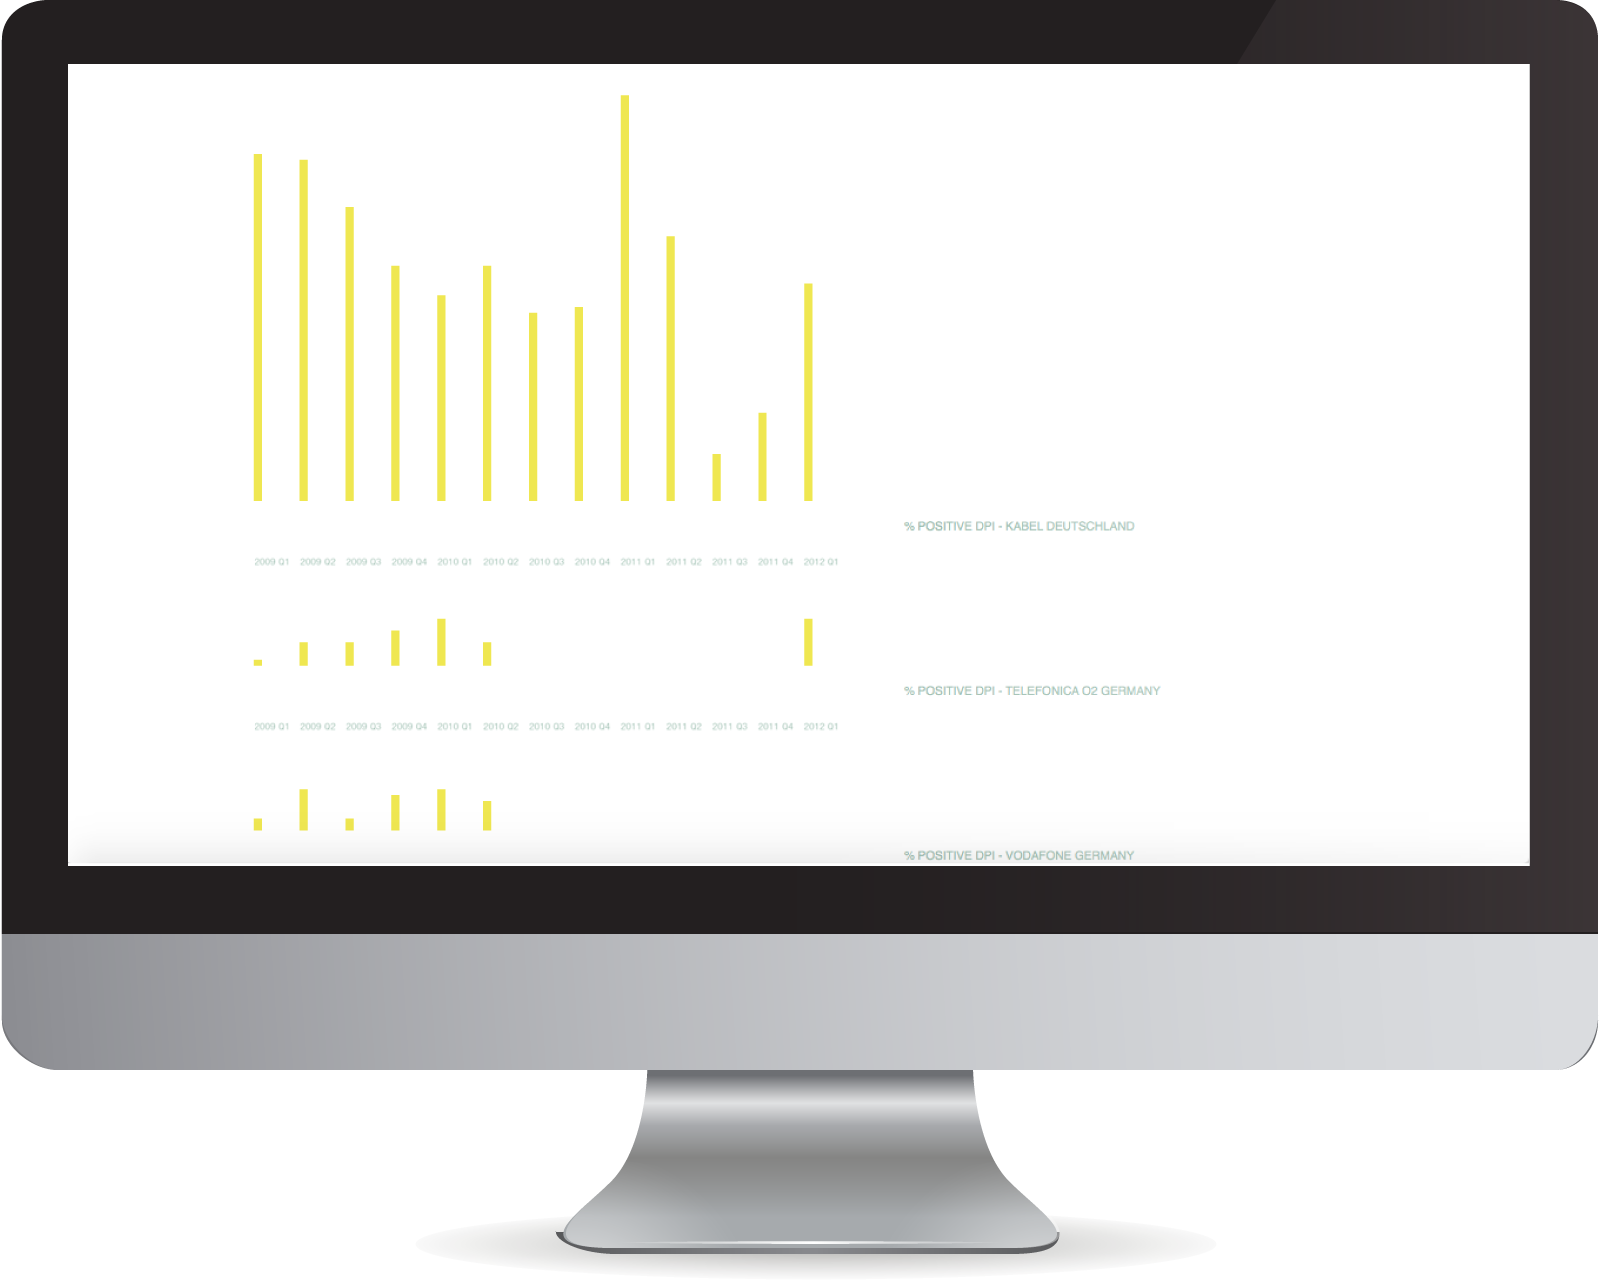 % POSITIVE DPI - KABEL DEUTSCHLAND
2009 Q1 2009 Q2 2009 Q3 2009 Q4 2010 Q1 2010 Q2 2010 Q3 2010 Q4 2011 Q1 2011 Q2 2011 Q3 2011 Q4 2012 Q1
% POSITIVE DPI - TELEFONICA O2 GERMANY
2009 Q1 2009 Q2 2009 Q3 2009 Q4 2010 Q1 2010 Q2 2010 Q3 2010 Q4 2011 Q1 2011 Q2 2011 Q3 2011 Q4 2012 Q1
% POSITIVE DPI - VODAFONE GERMANY